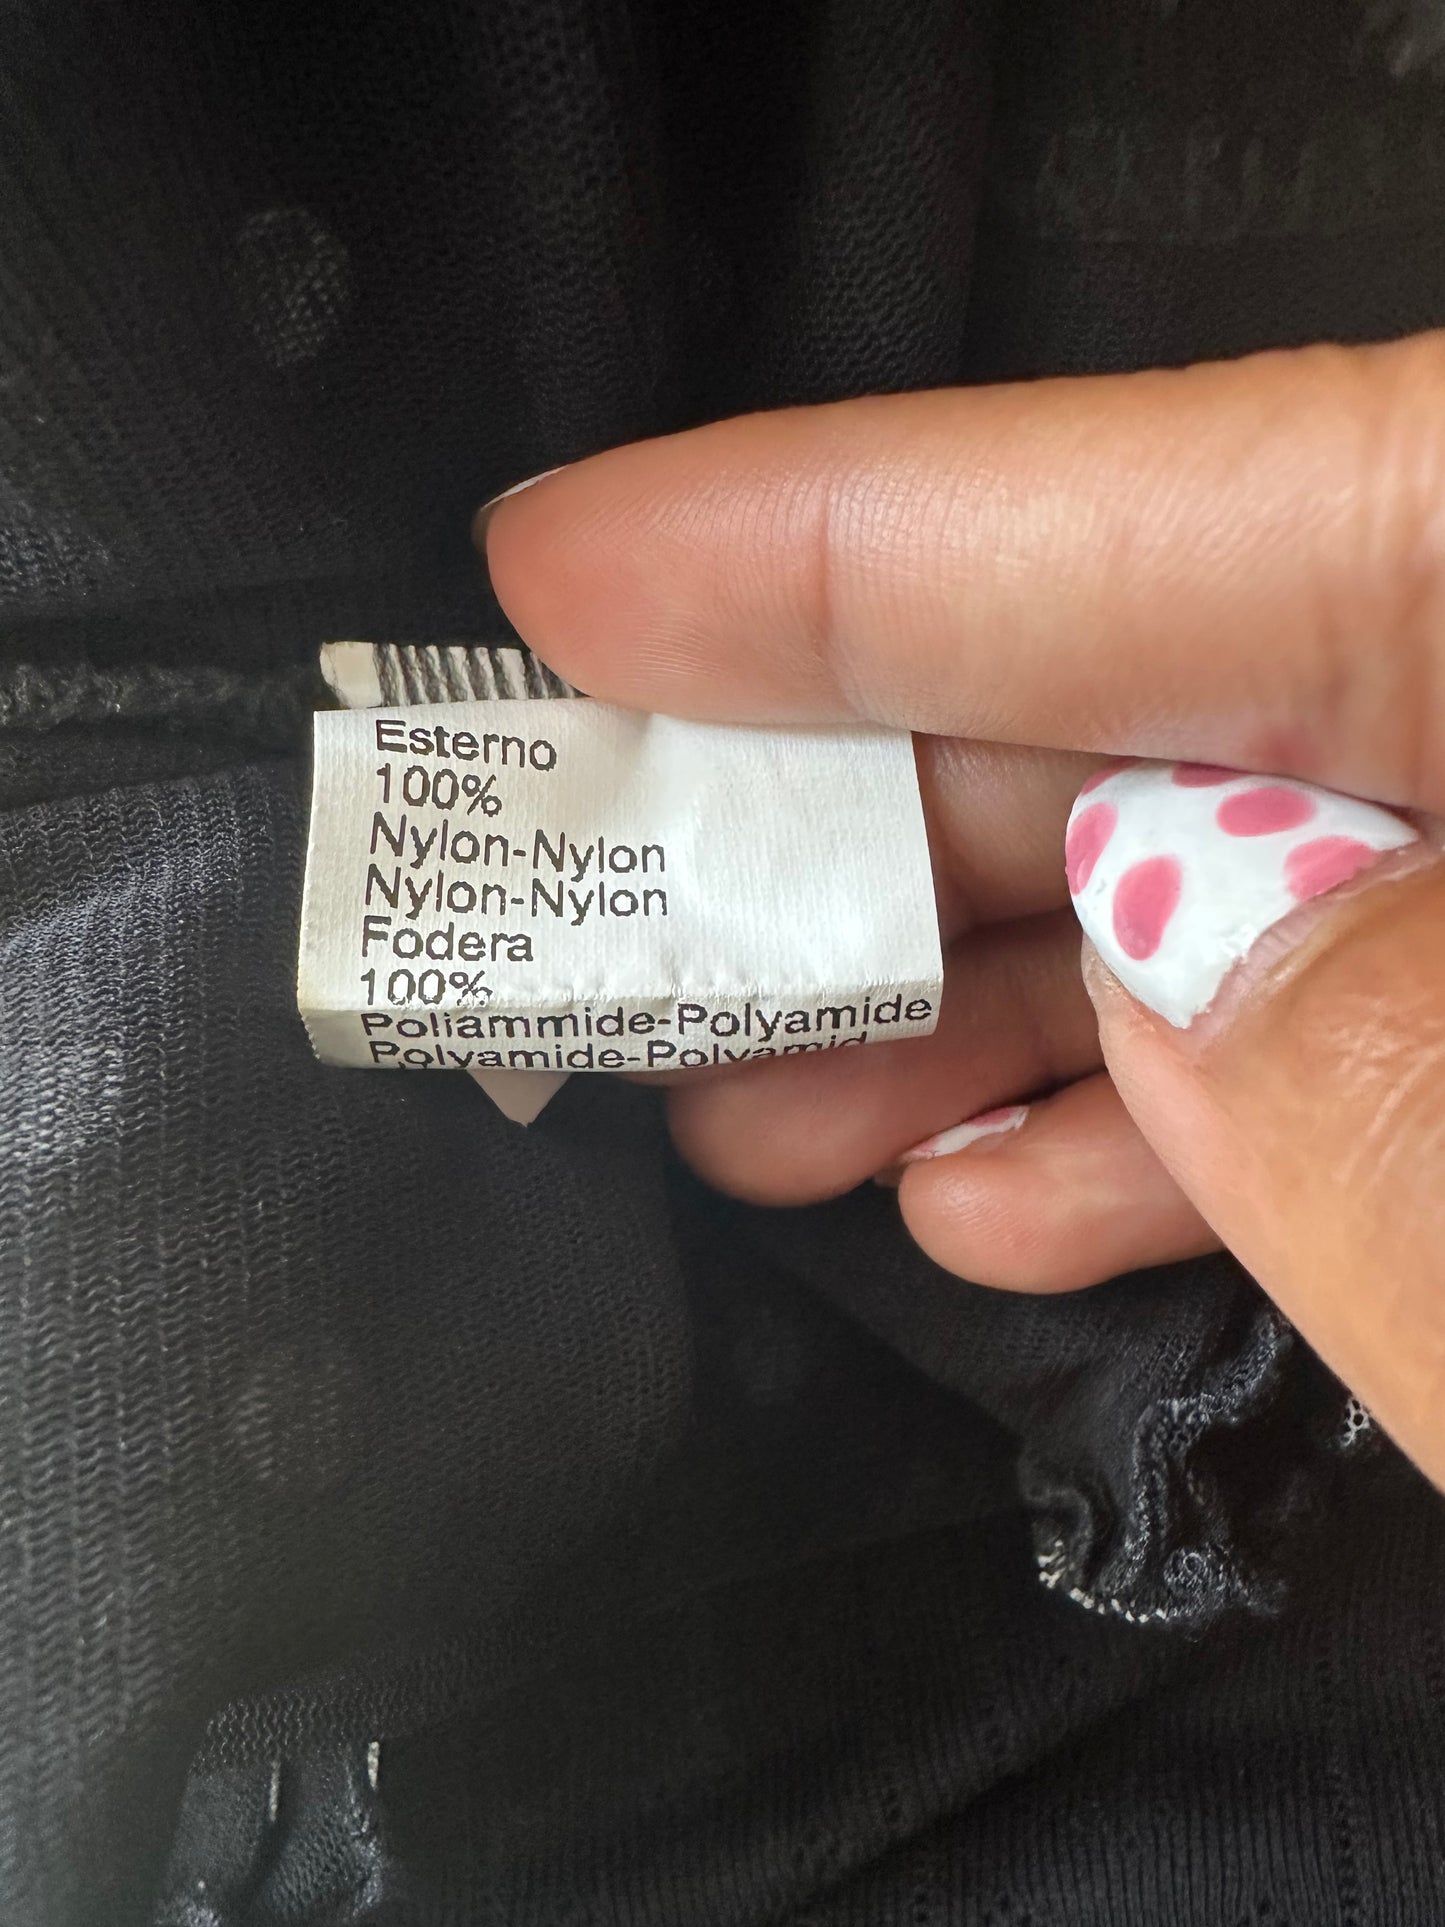 Esterno
100%
Nylon-Nylon
Nylon-Nylon
Fodera
100%
Poliammide-Polyamide
Polyamide-Polyamid